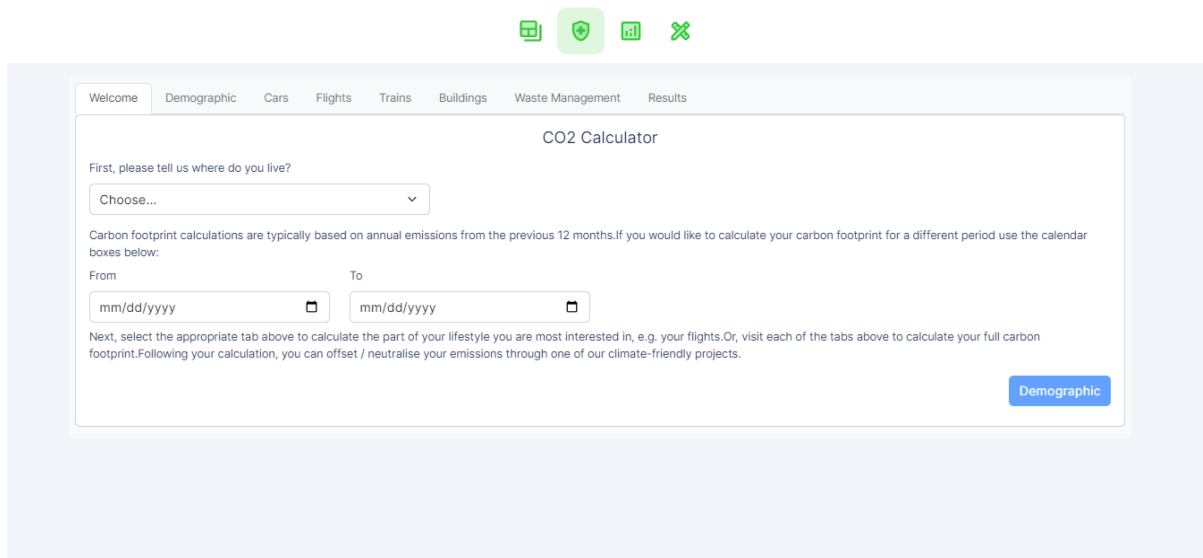 Welcome Demographic Cars Flights Trains Buildings Waste Management Results
CO2 Calculator
First, please tell us where do you live?
Choose...
Carbon footprint calculations are typically based on annual emissions from the previous 12 months.If you would like to calculate your carbon footprint for a different period use the calendar
boxes below:
From To
mm/dd/yyyy mm/dd/yyyy
Next, select the appropriate tab above to calculate the part of your lifestyle you are most interested in, e.g. your flights.Or, visit each of the tabs above to calculate your full carbon
footprint.Following your calculation, you can offset / neutralise your emissions through one of our climate-friendly projects.
Demographic